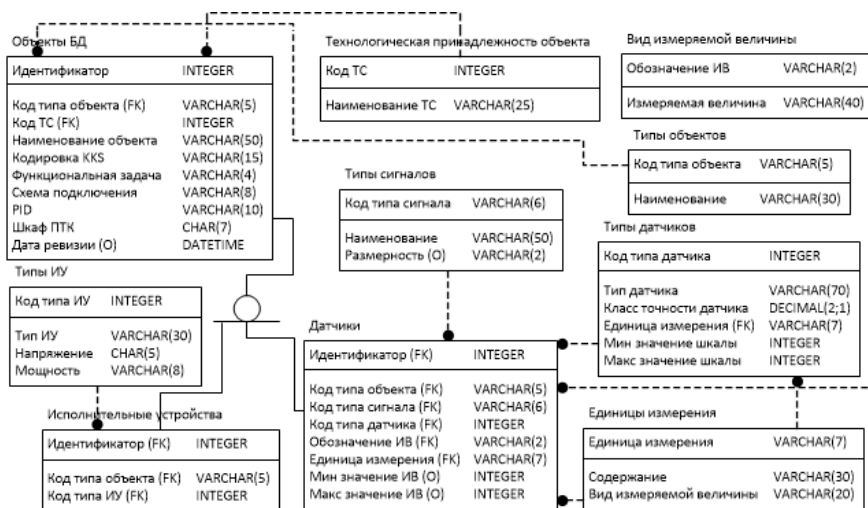 Объекты БД
Идентификатор INTEGER
Код типа объекта (FK) VARCHAR(5)
Код ТС (FK) INTEGER
Наименование объекта VARCHAR(50)
Кодировка KKS VARCHAR(15)
Функциональная задача VARCHAR(4)
Схема подключения VARCHAR(8)
PID VARCHAR(10)
Шкаф ПТК CHAR(7)
Дата ревизии (O) DATETIME
Технологическая принадлежность объекта
Код ТС INTEGER
Наименование ТС VARCHAR(25)
Вид измеряемой величины
Обозначение ИВ VARCHAR(2)
Измеряемая величина VARCHAR(40)
Типы объектов
Код типа объекта VARCHAR(5)
Наименование VARCHAR(30)
Типы сигналов
Код типа сигнала VARCHAR(6)
Наименование VARCHAR(50)
Размерность (O) VARCHAR(2)
Типы датчиков
Код типа датчика INTEGER
Тип датчика VARCHAR(70)
Класс точности датчика DECIMAL(2;1)
Единица измерения (FK) VARCHAR(7)
Мин значение шкалы INTEGER
Макс значение шкалы INTEGER
Типы ИУ
Код типа ИУ INTEGER
Тип ИУ VARCHAR(30)
Напряжение CHAR(5)
Мощность VARCHAR(8)
Датчики
Идентификатор (FK) INTEGER
Код типа объекта (FK) VARCHAR(5)
Код типа сигнала (FK) VARCHAR(6)
Код типа датчика (FK) INTEGER
Обозначение ИВ (FK) VARCHAR(2)
Единица измерения (FK) VARCHAR(7)
Мин значение ИВ (O) INTEGER
Макс значение ИВ (O) INTEGER
Исполнительные устройства
Идентификатор (FK) INTEGER
Код типа объекта (FK) VARCHAR(5)
Код типа ИУ (FK) INTEGER
Единицы измерения
Единица измерения VARCHAR(7)
Содержание VARCHAR(30)
Вид измеряемой величины VARCHAR(20)